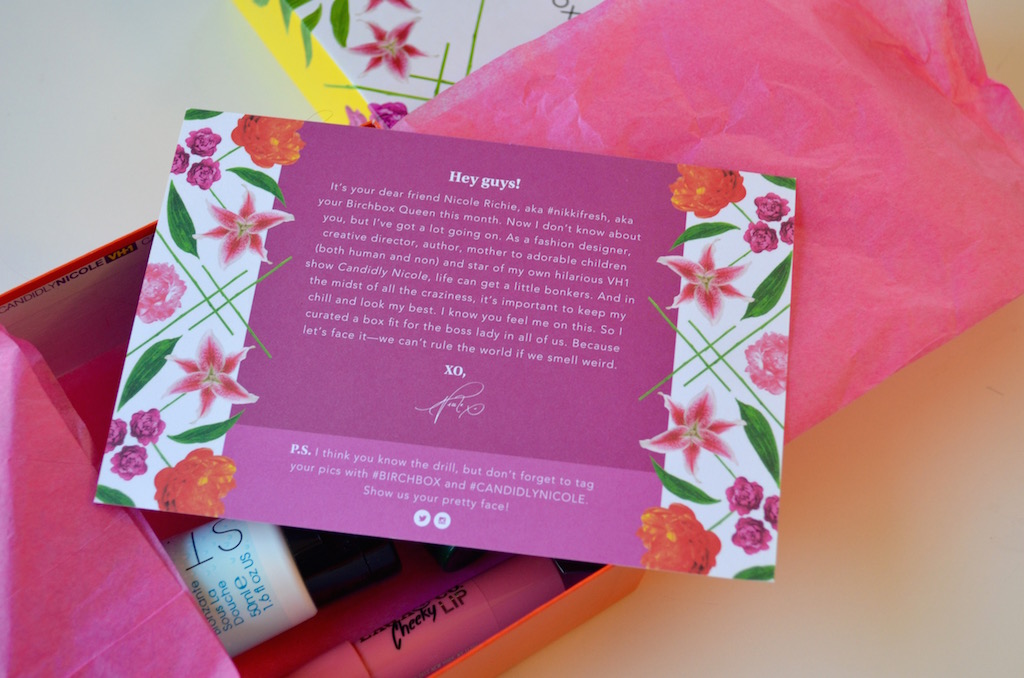 Hey guys!
It's your dear friend Nicole Richie, aka #nikkifresh, aka
your Birchbox Queen this month. Now I don't know about
you, but I've got a lot going on. As a fashion designer,
creative director, author, mother to adorable children
(both human and non) and star of my own hilarious VH1
show Candidly Nicole, life can get a little bonkers. And in
the midst of all the craziness, it's important to keep my
chill and look my best. I know you feel me on this. So I
curated a box fit for the boss lady in all of us. Because
let's face it—we can't rule the world if we smell weird.
XO,
Nicole
P.S. I think you know the drill, but don't forget to tag
your pics with #BIRCHBOX and #CANDIDLYNICOLE.
Show us your pretty face!
CANDIDLYNICOLE VH1
Sous La
Douche
50ml e
1.6 fl oz US
Cheeky
LIP